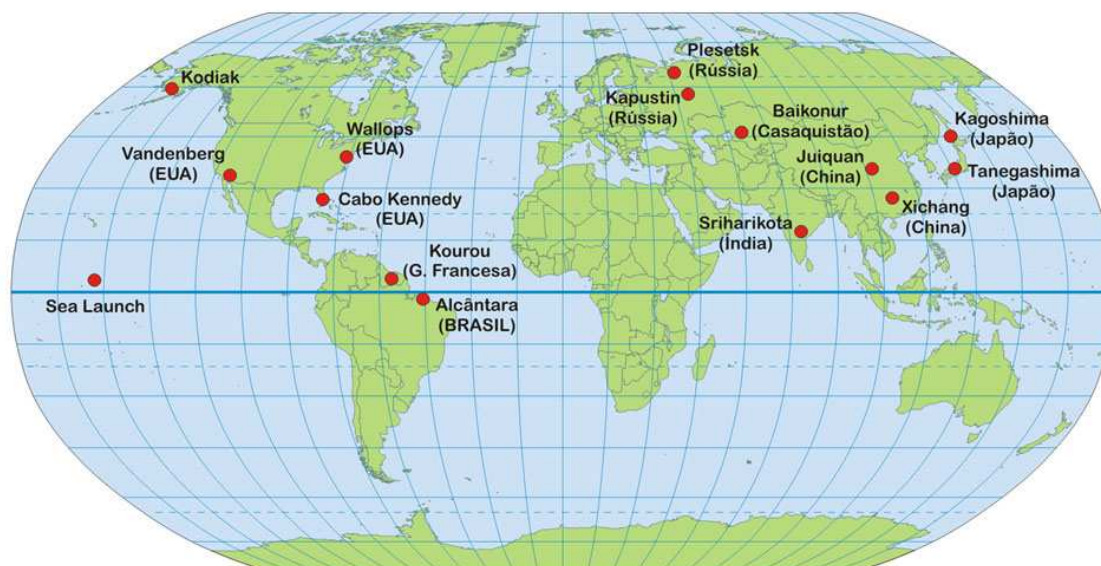 Plesetsk
(Rússia)
Kodiak
Kapustin
(Rússia)
Baikonur
(Casaquistão)
Kagoshima
(Japão)
Wallops
(EUA)
Vandenberg
(EUA)
Juiquan
(China)
Tanegashima
(Japão)
Cabo Kennedy
(EUA)
Xichang
(China)
Sriharikota
(Índia)
Kourou
(G. Francesa)
Sea Launch
Alcântara
(BRASIL)